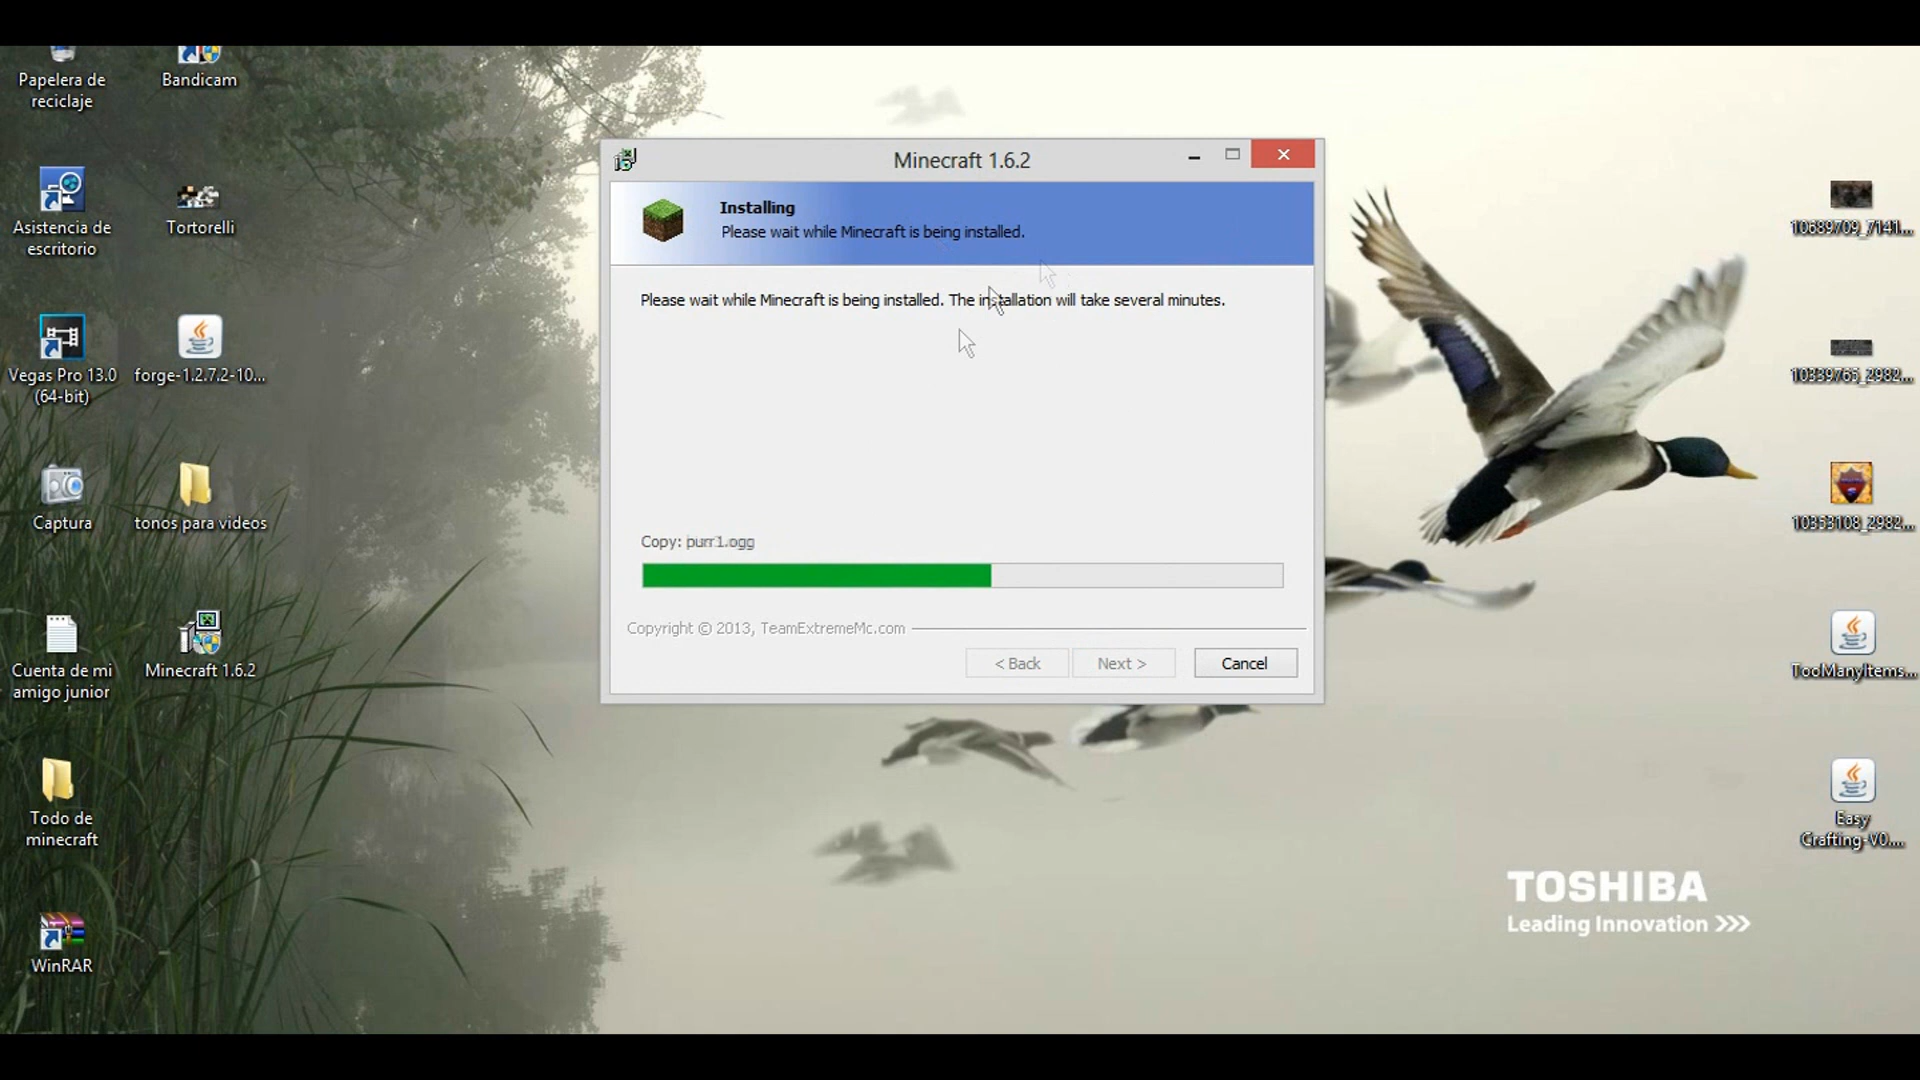 Papelera de
reciclaje
Bandicam
Asistencia de
escritorio
Tortorelli
Vegas Pro 13.0
(64-bit)
forge-1.2.7.2-10...
Captura
tonos para videos
Cuenta de mi
amigo junior
Minecraft 1.6.2
Todo de
minecraft
WinRAR
Minecraft 1.6.2
Installing
Please wait while Minecraft is being installed.
Please wait while Minecraft is being installed. The installation will take several minutes.
Copy: purr1.ogg
Copyright © 2013, TeamExtremeMc.com
< Back
Next >
Cancel
10689709_7141...
10339765_2982...
10353108_2982...
TooManyItems...
Easy
Crafting-V0....
TOSHIBA
Leading Innovation >>>